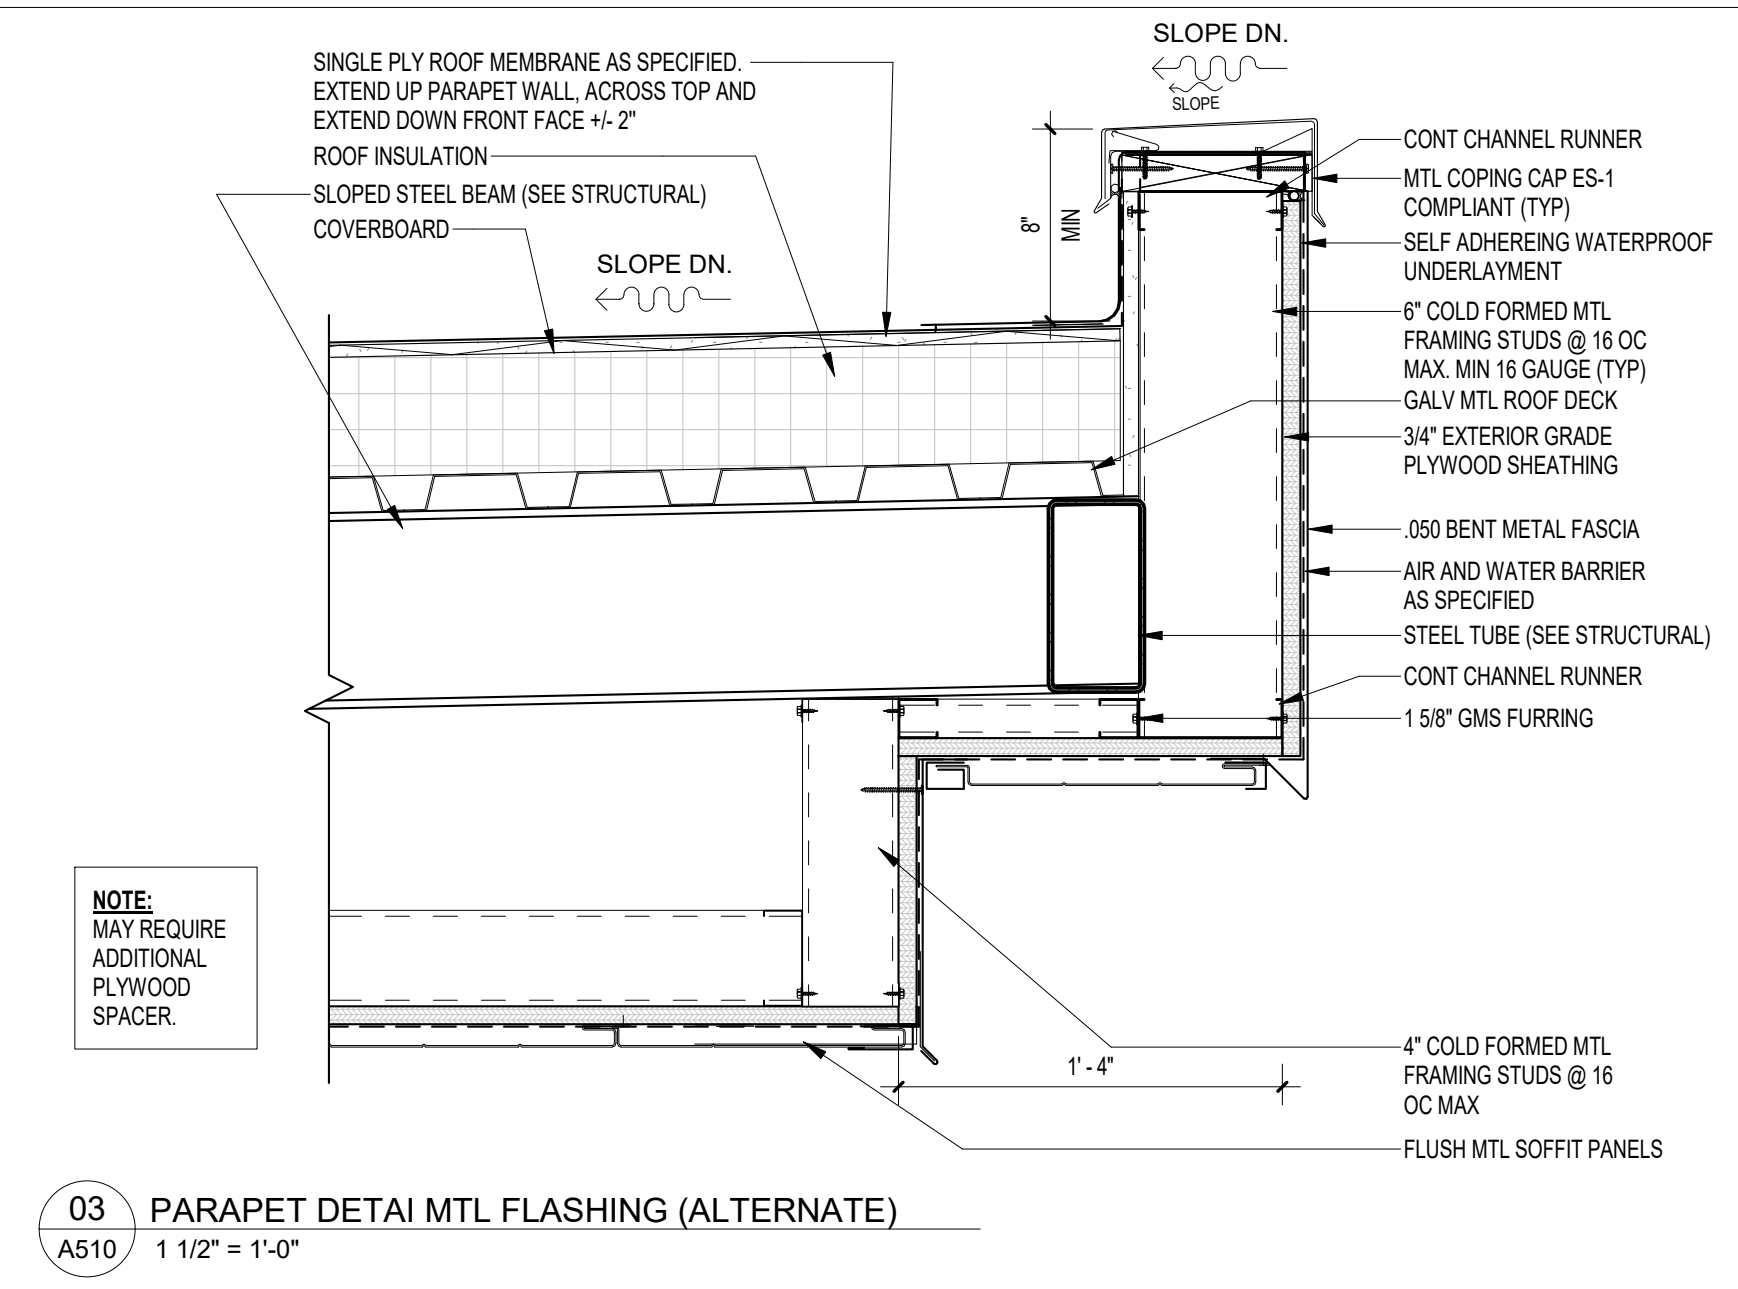 SLOPE DN.
SLOPE
SINGLE PLY ROOF MEMBRANE AS SPECIFIED.
EXTEND UP PARAPET WALL, ACROSS TOP AND
EXTEND DOWN FRONT FACE +/- 2"
ROOF INSULATION
SLOPED STEEL BEAM (SEE STRUCTURAL)
COVERBOARD
SLOPE DN.
8"
MIN
CONT CHANNEL RUNNER
MTL COPING CAP ES-1
COMPLIANT (TYP)
SELF ADHEREING WATERPROOF
UNDERLAYMENT
6" COLD FORMED MTL
FRAMING STUDS @ 16 OC
MAX. MIN 16 GAUGE (TYP)
GALV MTL ROOF DECK
3/4" EXTERIOR GRADE
PLYWOOD SHEATHING
.050 BENT METAL FASCIA
AIR AND WATER BARRIER
AS SPECIFIED
STEEL TUBE (SEE STRUCTURAL)
CONT CHANNEL RUNNER
1 5/8" GMS FURRING
NOTE:
MAY REQUIRE
ADDITIONAL
PLYWOOD
SPACER.
4" COLD FORMED MTL
FRAMING STUDS @ 16
OC MAX
1' - 4"
FLUSH MTL SOFFIT PANELS
03
PARAPET DETAI MTL FLASHING (ALTERNATE)
A510
1 1/2" = 1'-0"